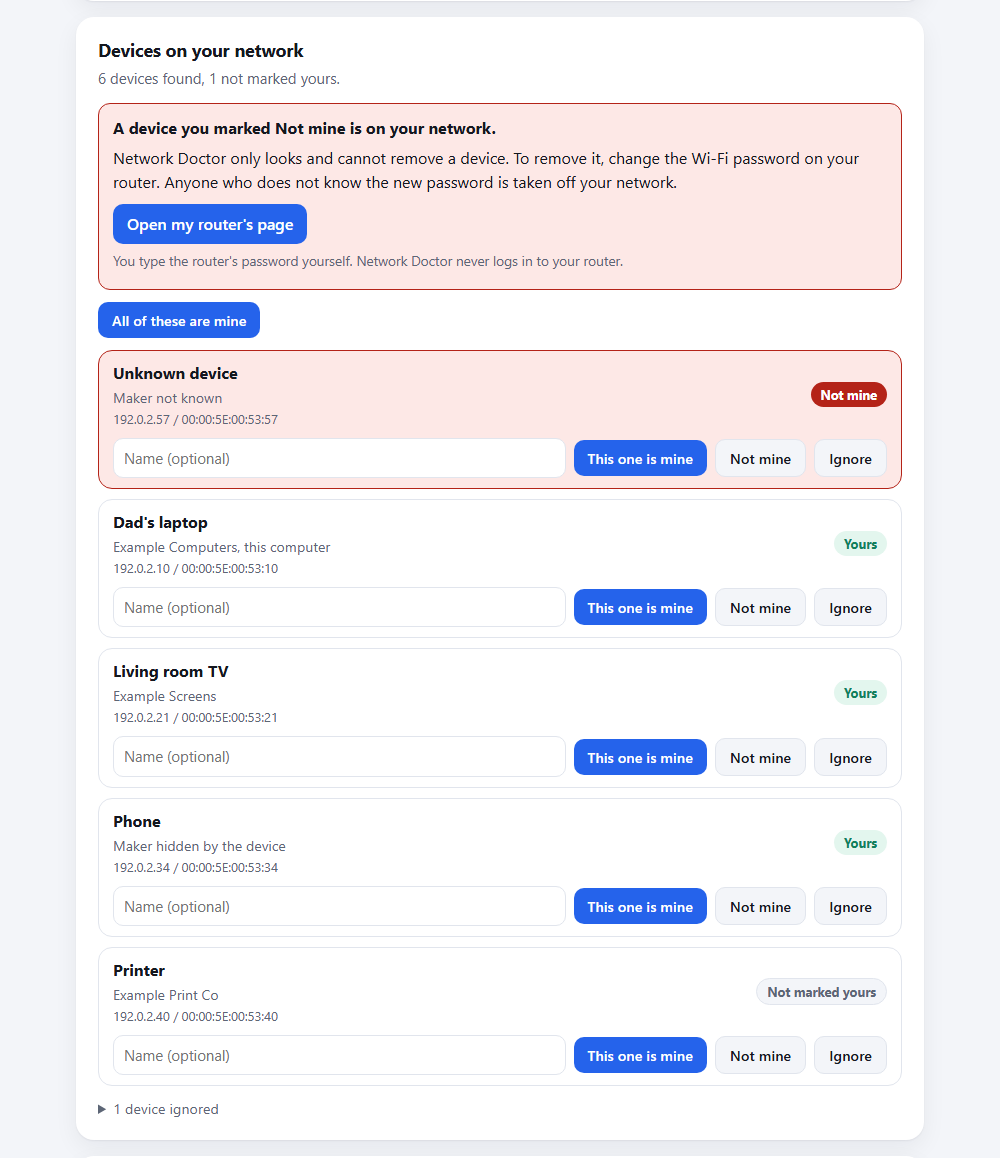 Devices on your network
6 devices found, 1 not marked yours.
A device you marked Not mine is on your network.
Network Doctor only looks and cannot remove a device. To remove it, change the Wi-Fi password on your
router. Anyone who does not know the new password is taken off your network.
Open my router's page
You type the router's password yourself. Network Doctor never logs in to your router.
All of these are mine
Unknown device
Maker not known
192.0.2.57 / 00:00:5E:00:53:57
Not mine
Name (optional)
This one is mine
Not mine
Ignore
Dad's laptop
Example Computers, this computer
192.0.2.10 / 00:00:5E:00:53:10
Yours
Name (optional)
This one is mine
Not mine
Ignore
Living room TV
Example Screens
192.0.2.21 / 00:00:5E:00:53:21
Yours
Name (optional)
This one is mine
Not mine
Ignore
Phone
Maker hidden by the device
192.0.2.34 / 00:00:5E:00:53:34
Yours
Name (optional)
This one is mine
Not mine
Ignore
Printer
Example Print Co
192.0.2.40 / 00:00:5E:00:53:40
Not marked yours
Name (optional)
This one is mine
Not mine
Ignore
1 device ignored